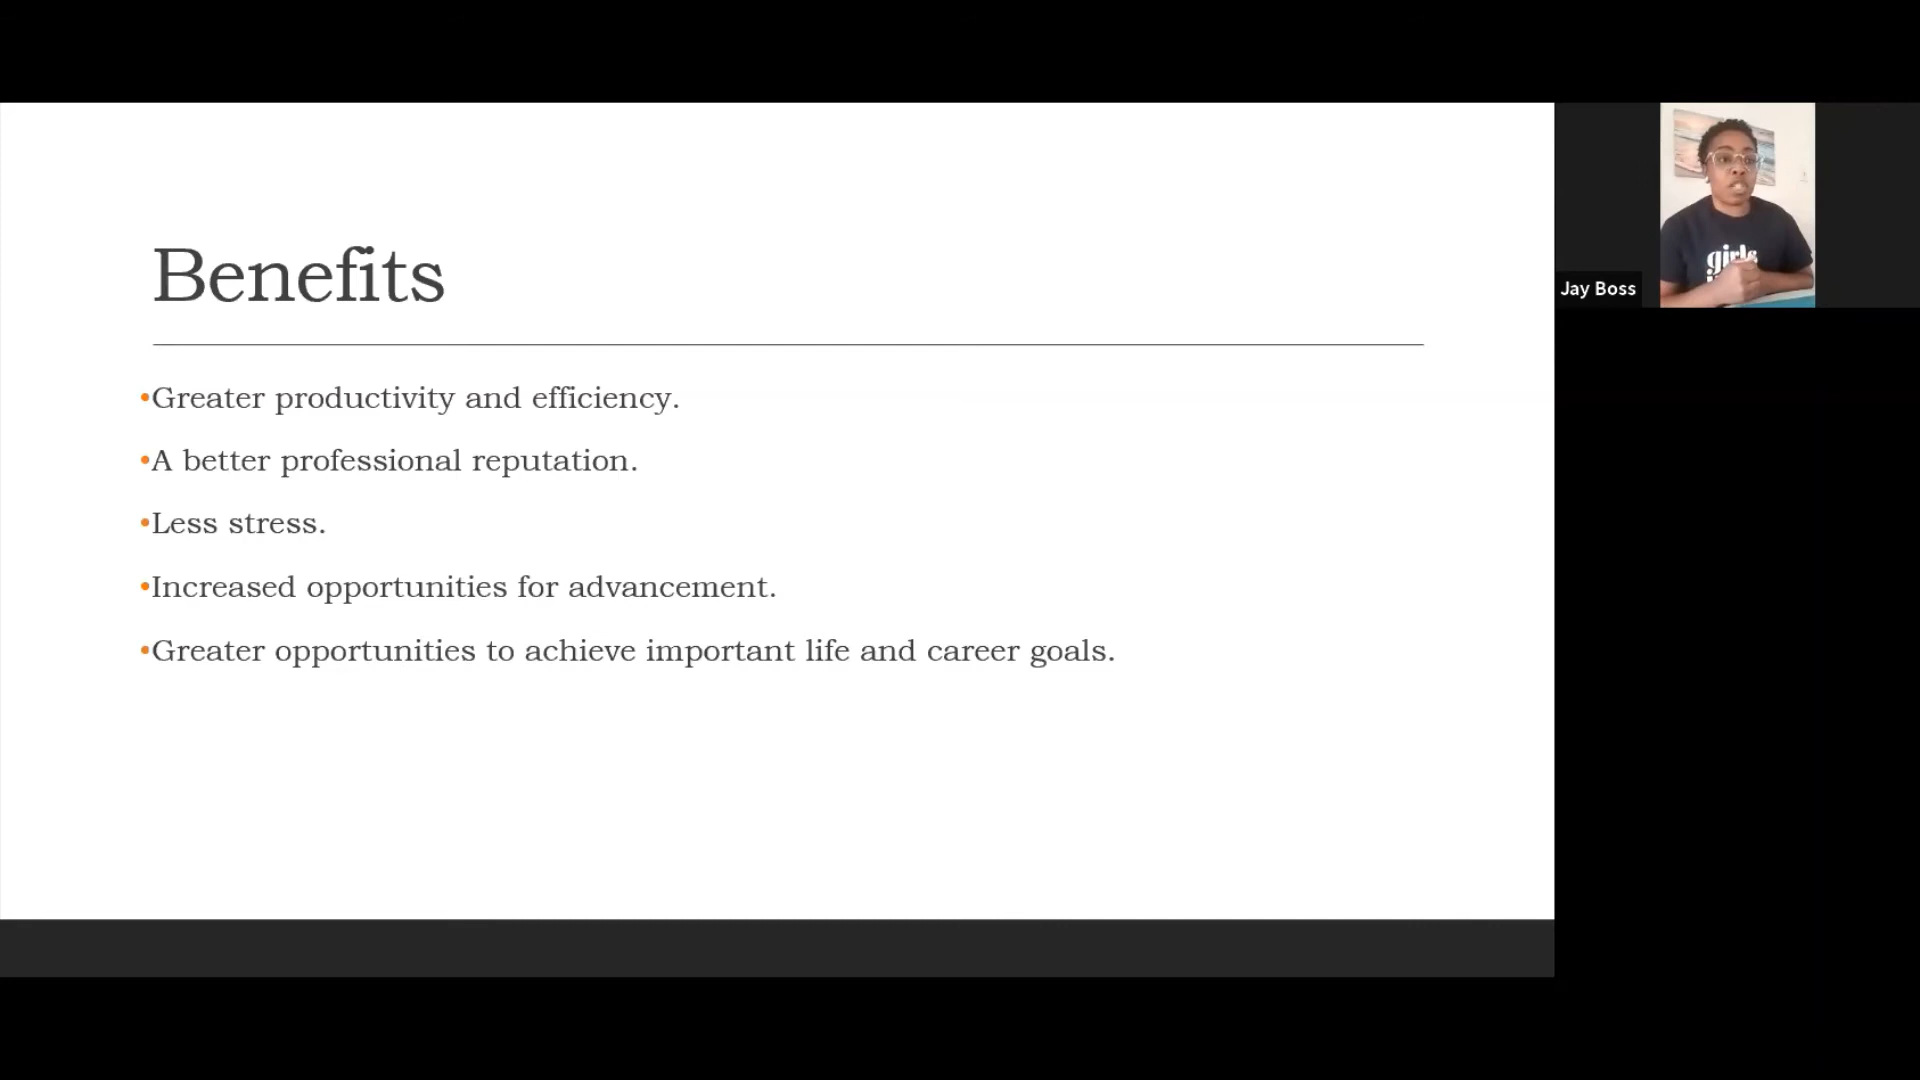 Benefits
•Greater productivity and efficiency.
•A better professional reputation.
•Less stress.
•Increased opportunities for advancement.
•Greater opportunities to achieve important life and career goals.
Jay Boss
girls